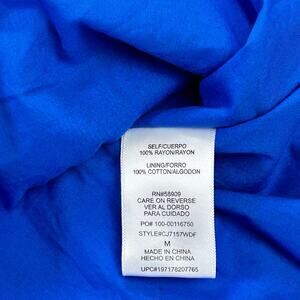 SELF/CUERPO
100% RAYON/RAYON
LINING/FORRO
100% COTTON/ALGODON
RN#58909
CARE ON REVERSE
VER AL DORSO
PARA CUIDADO
PO# 100-00116750
STYLE#CJ7157WDF
M
MADE IN CHINA
HECHO EN CHINA
UPC#197178207765